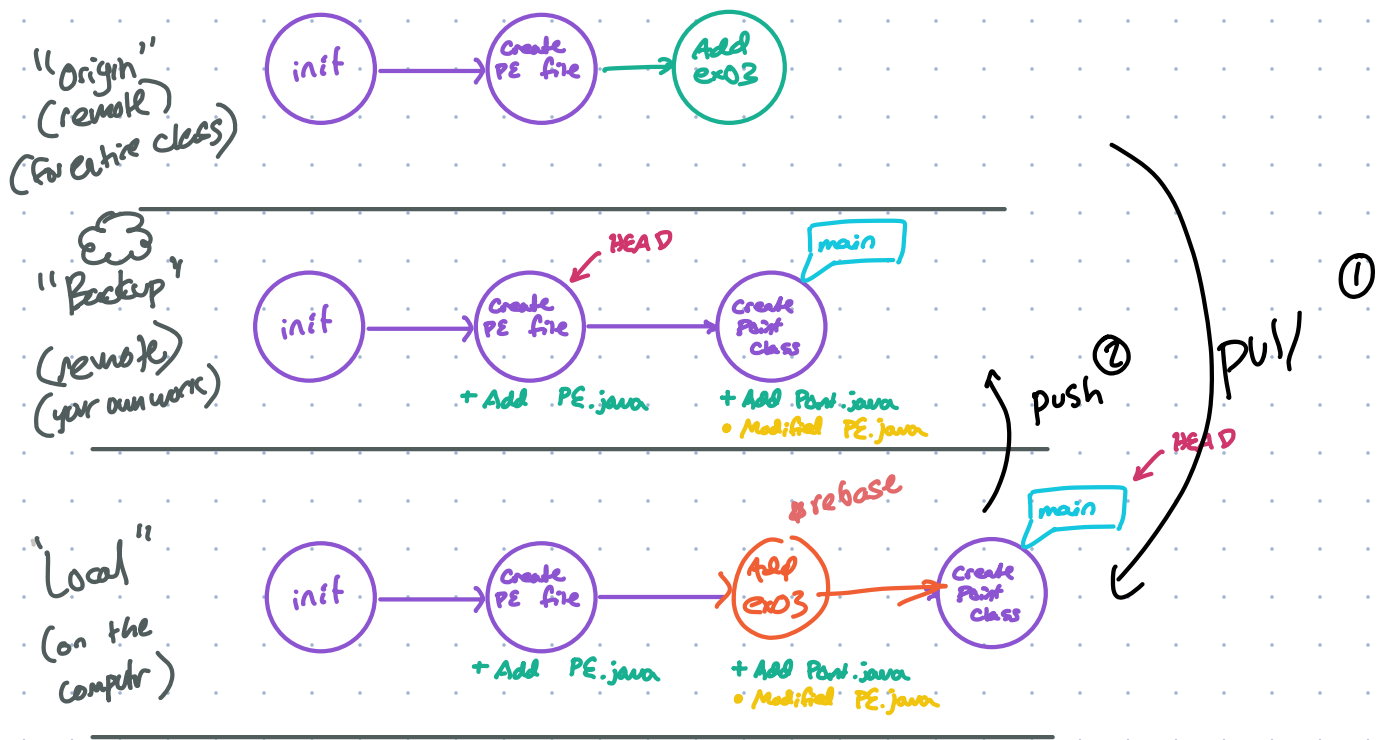 "Origin"
(remote)
(for entire class)
init
Create
PE file
Add
ex03
"Backup"
(remote)
(your own work)
init
Create
PE file
HEAD
+ Add PE.java
main
Create
Point
class
+ Add Point.java
• Modified PE.java
push ②
pull ①
"Local"
(on the
computr)
init
Create
PE file
+ Add PE.java
rebase
Add
ex03
+ Add Point.java
• Modified PE.java
HEAD
main
Create
Point
class